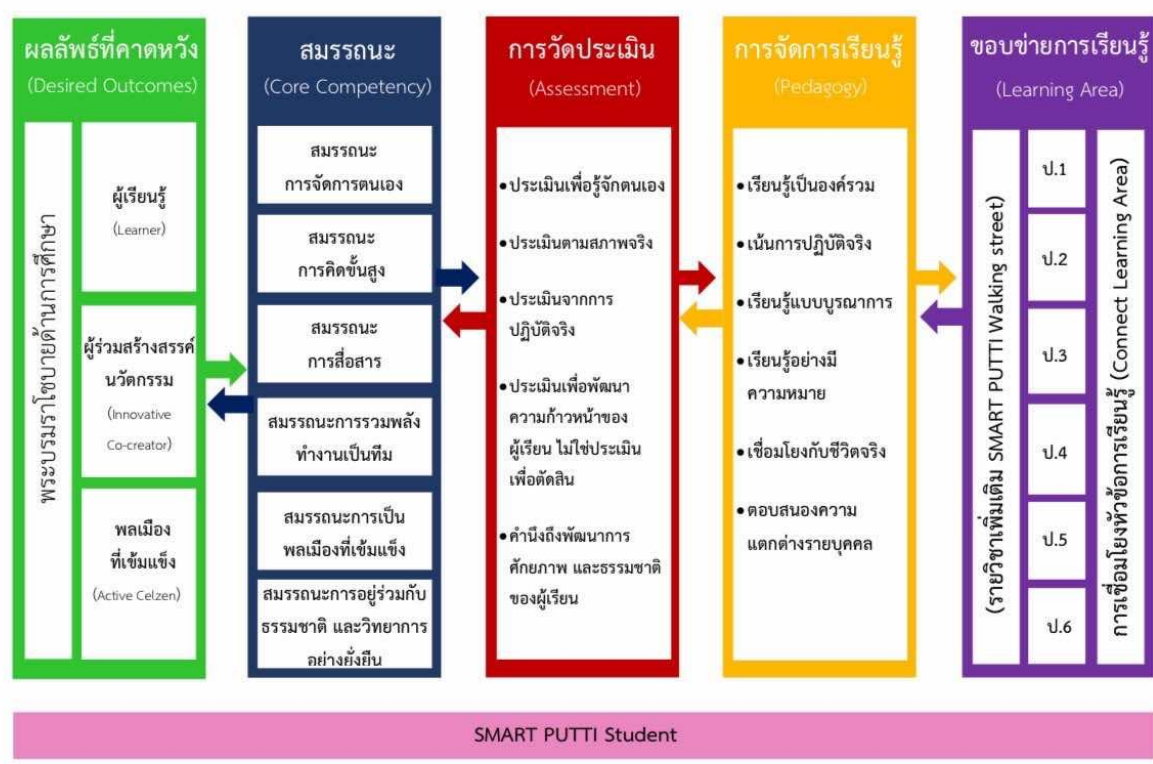 ผลลัพธ์ที่คาดหวัง
(Desired Outcomes)
พระบรมราโชบายด้านการศึกษา
ผู้เรียนรู้
(Learner)
ผู้ร่วมสร้างสรรค์
นวัตกรรม
(Innovative
Co-creator)
พลเมือง
ที่เข้มแข็ง
(Active Celzen)
สมรรถนะ
(Core Competency)
สมรรถนะ
การจัดการตนเอง
สมรรถนะ
การคิดขั้นสูง
สมรรถนะ
การสื่อสาร
สมรรถนะการรวมพลัง
ทำงานเป็นทีม
สมรรถนะการเป็น
พลเมืองที่เข้มแข็ง
สมรรถนะการอยู่ร่วมกับ
ธรรมชาติ และวิทยาการ
อย่างยั่งยืน
การวัดประเมิน
(Assessment)
•ประเมินเพื่อรู้จักตนเอง
•ประเมินตามสภาพจริง
•ประเมินจากการ
ปฏิบัติจริง
•ประเมินเพื่อพัฒนา
ความก้าวหน้าของ
ผู้เรียน ไม่ใช่ประเมิน
เพื่อตัดสิน
•คำนึงถึงพัฒนาการ
ศักยภาพ และธรรมชาติ
ของผู้เรียน
การจัดการเรียนรู้
(Pedagogy)
•เรียนรู้เป็นองค์รวม
•เน้นการปฏิบัติจริง
•เรียนรู้แบบบูรณาการ
•เรียนรู้อย่างมี
ความหมาย
•เชื่อมโยงกับชีวิตจริง
•ตอบสนองความ
แตกต่างรายบุคคล
ขอบข่ายการเรียนรู้
(Learning Area)
(รายวิชาเพิ่มเติม SMART PUTTI Walking street)
ป.1
ป.2
ป.3
ป.4
ป.5
ป.6
การเชื่อมโยงหัวข้อการเรียนรู้ (Connect Learning Area)
SMART PUTTI Student